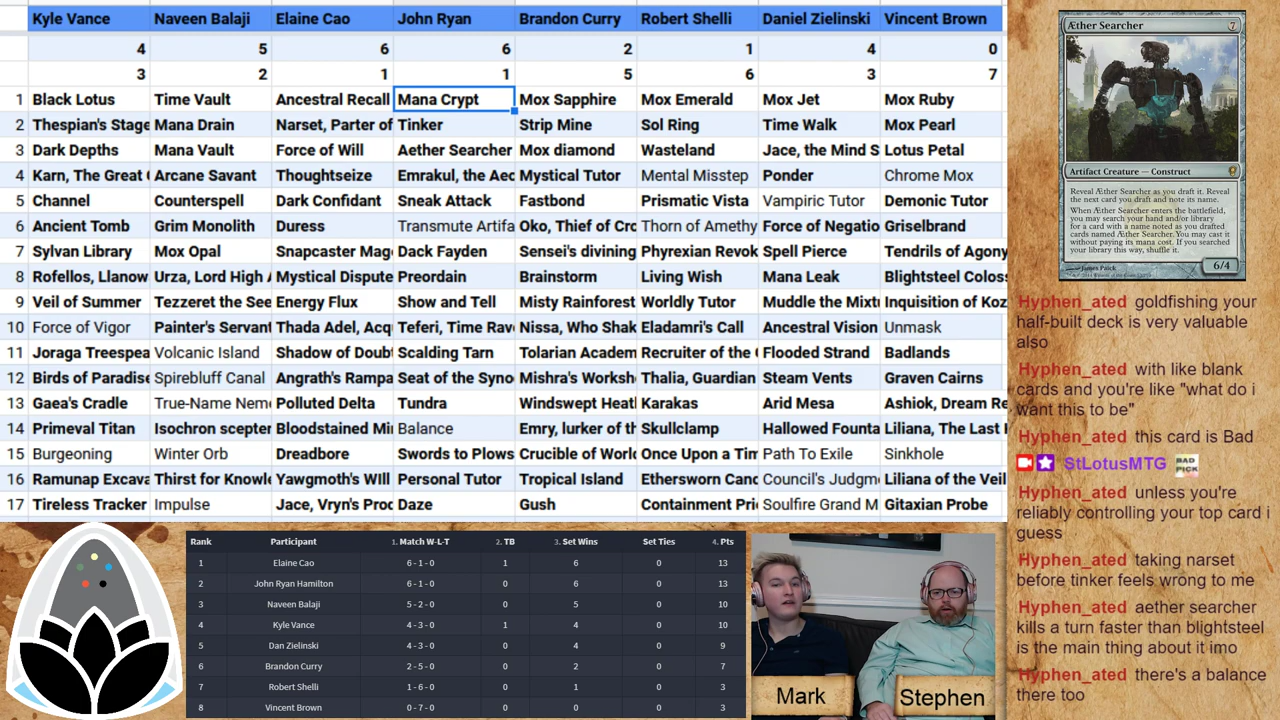 Kyle Vance Naveen Balaji Elaine Cao John Ryan Brandon Curry Robert Shelli Daniel Zielinski Vincent Brown
4 5 6 6 2 1 4 0
3 2 1 1 5 6 3 7
1 Black Lotus Time Vault Ancestral Recall Mana Crypt Mox Sapphire Mox Emerald Mox Jet Mox Ruby
2 Thespian's Stage Mana Drain Narset, Parter of Tinker Strip Mine Sol Ring Time Walk Mox Pearl
3 Dark Depths Mana Vault Force of Will Aether Searcher Mox diamond Wasteland Jace, the Mind S Lotus Petal
4 Karn, The Great Arcane Savant Thoughtseize Emrakul, the Aeo Mystical Tutor Mental Misstep Ponder Chrome Mox
5 Channel Counterspell Dark Confidant Sneak Attack Fastbond Prismatic Vista Vampiric Tutor Demonic Tutor
6 Ancient Tomb Grim Monolith Duress Transmute Artifa Oko, Thief of Cro Thorn of Amethy Force of Negatio Griselbrand
7 Sylvan Library Mox Opal Snapcaster Mag Dack Fayden Sensei's divining Phyrexian Revok Spell Pierce Tendrils of Agony
8 Rofellos, Llanow Urza, Lord High A Mystical Dispute Preordain Brainstorm Living Wish Mana Leak Blightsteel Coloss
9 Veil of Summer Tezzeret the See Energy Flux Show and Tell Misty Rainforest Worldly Tutor Muddle the Mixtu Inquisition of Koz
10 Force of Vigor Painter's Servant Thada Adel, Acq Teferi, Time Rav Nissa, Who Shak Eladamri's Call Ancestral Vision Unmask
11 Joraga Treespea Volcanic Island Shadow of Doub Scalding Tarn Tolarian Academ Recruiter of the Flooded Strand Badlands
12 Birds of Paradise Spirebluff Canal Angrath's Rampa Seat of the Syno Mishra's Worksh Thalia, Guardian Steam Vents Graven Cairns
13 Gaea's Cradle True-Name Neme Polluted Delta Tundra Windswept Heat Karakas Arid Mesa Ashiok, Dream Re
14 Primeval Titan Isochron scepter Bloodstained Mi Balance Emry, lurker of th Skullclamp Hallowed Founta Liliana, The Last
15 Burgeoning Winter Orb Dreadbore Swords to Plows Crucible of World Once Upon a Tim Path To Exile Sinkhole
16 Ramunap Excava Thirst for Knowle Yawgmoth's WIll Personal Tutor Tropical Island Ethersworn Cano Council's Judgm Liliana of the Veil
17 Tireless Tracker Impulse Jace, Vryn's Prod Daze Gush Containment Pri Soulfire Grand M Gitaxian Probe
Æther Searcher 7
Artifact Creature — Construct
Reveal Æther Searcher as you draft it. Reveal
the next card you draft and note its name.
When Æther Searcher enters the battlefield,
you may search your hand and/or library
for a card with a name noted as you drafted
cards named Æther Searcher. You may cast it
without paying its mana cost. If you searched
your library this way, shuffle it.
6/4
Hyphen_ated goldfishing your
half-built deck is very valuable
also
Hyphen_ated with like blank
cards and you're like "what do i
want this to be"
Hyphen_ated this card is Bad
StLotusMTG BAD PICK
Hyphen_ated unless you're
reliably controlling your top card i
guess
Hyphen_ated taking narset
before tinker feels wrong to me
Hyphen_ated aether searcher
kills a turn faster than blightsteel
is the main thing about it imo
Hyphen_ated there's a balance
there too
Rank Participant 1. Match W-L-T 2. TB 3. Set Wins Set Ties 4. Pts
1 Elaine Cao 6 - 1 - 0 1 6 0 13
2 John Ryan Hamilton 6 - 1 - 0 0 6 0 13
3 Naveen Balaji 5 - 2 - 0 0 5 0 10
4 Kyle Vance 4 - 3 - 0 1 4 0 10
5 Dan Zielinski 4 - 3 - 0 0 4 0 9
6 Brandon Curry 2 - 5 - 0 0 2 0 7
7 Robert Shelli 1 - 6 - 0 0 1 0 3
8 Vincent Brown 0 - 7 - 0 0 0 0 3
Mark
Stephen